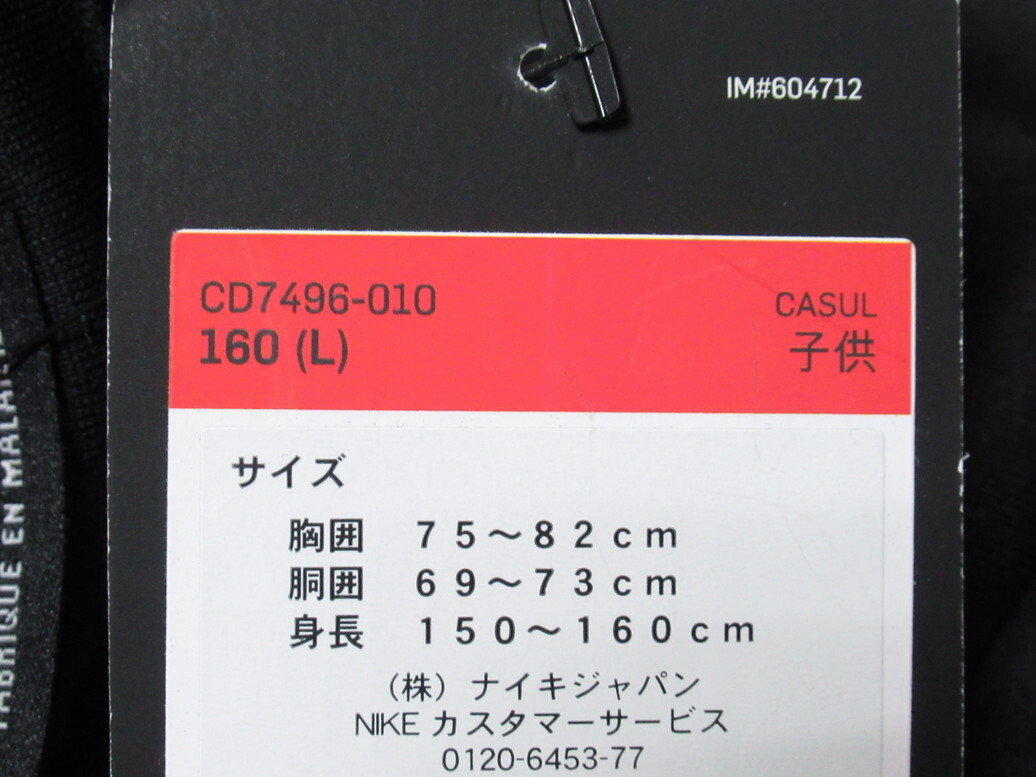 IM#604712
CD7496-010
CASUL
160 (L)
子供
サイズ
胸囲 75～82cm
胴囲 69～73cm
身長 150～160cm
（株）ナイキジャパン
NIKE カスタマーサービス
0120-6453-77
FABRIQUE EN